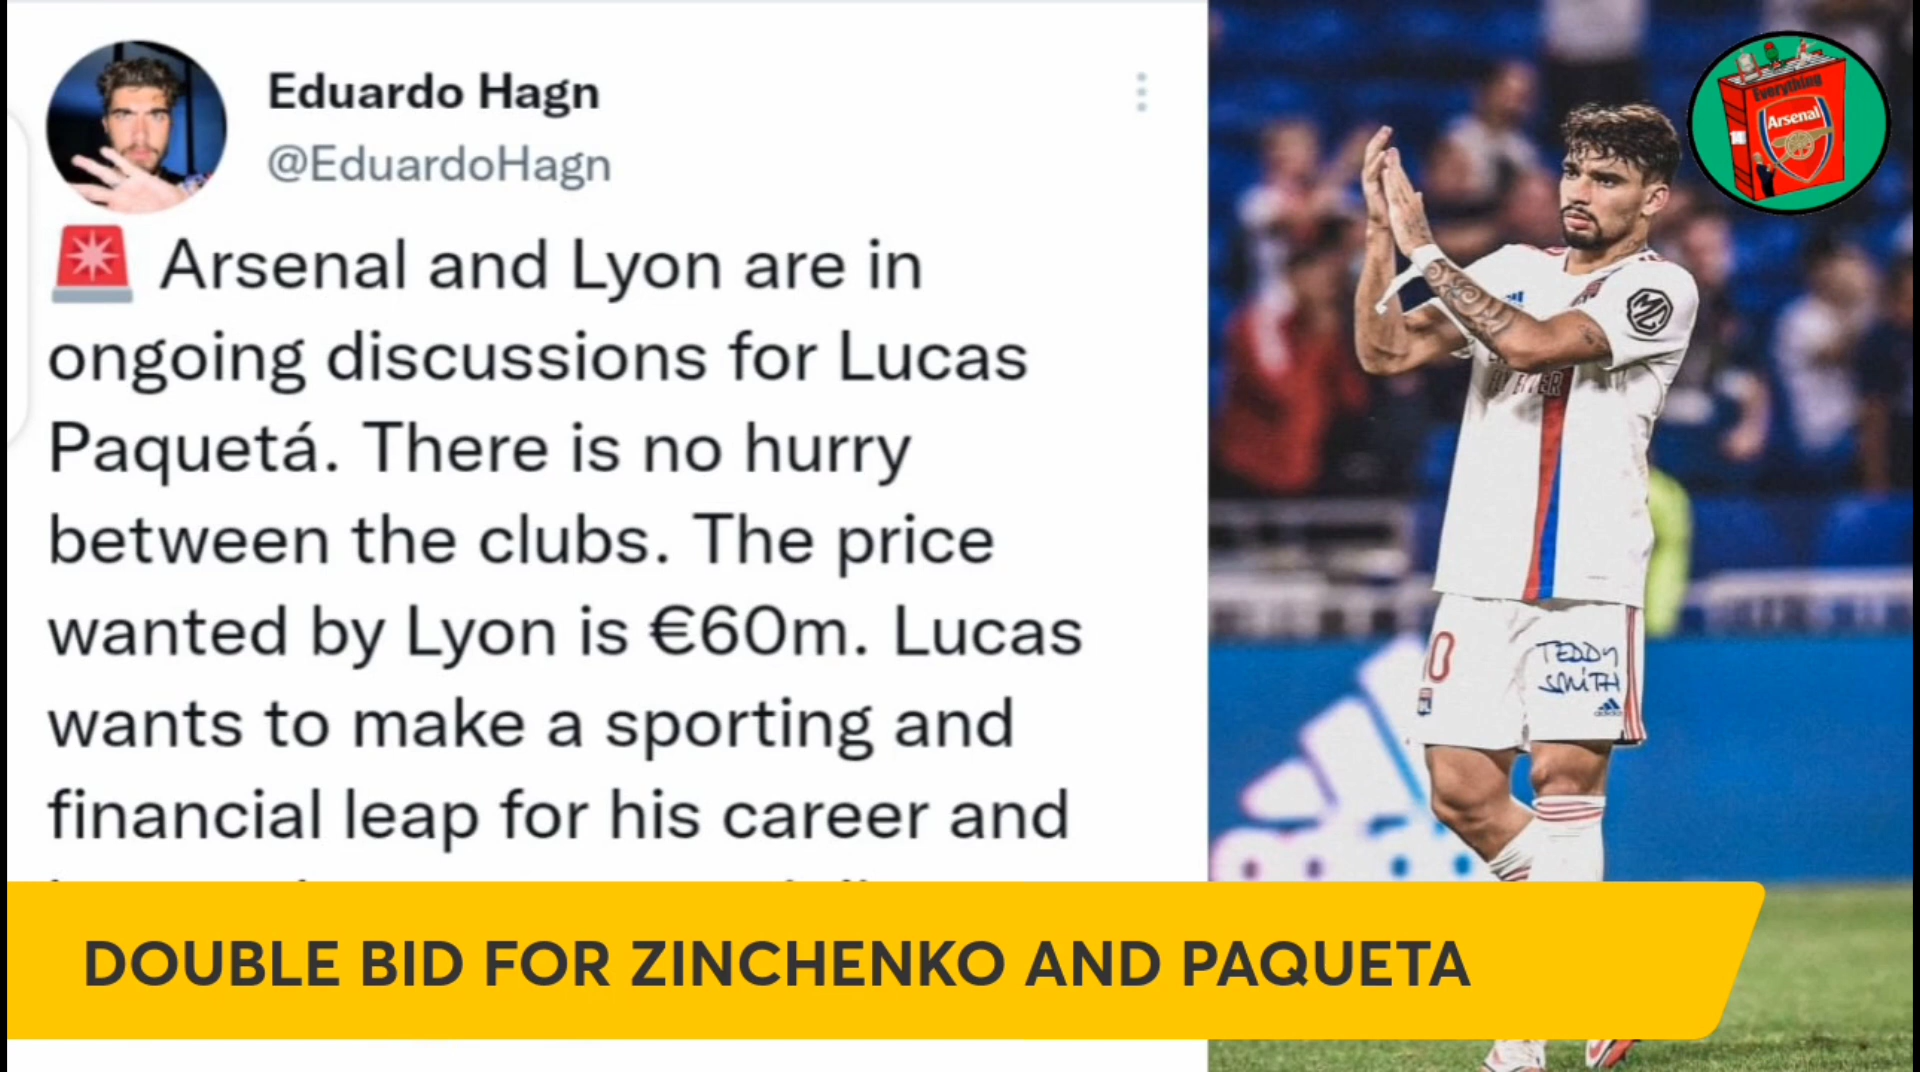 Eduardo Hagn
@EduardoHagn
🚨 Arsenal and Lyon are in
ongoing discussions for Lucas
Paquetá. There is no hurry
between the clubs. The price
wanted by Lyon is €60m. Lucas
wants to make a sporting and
financial leap for his career and
DOUBLE BID FOR ZINCHENKO AND PAQUETA
Everything
Arsenal
TEDDY
SMITH
adidas